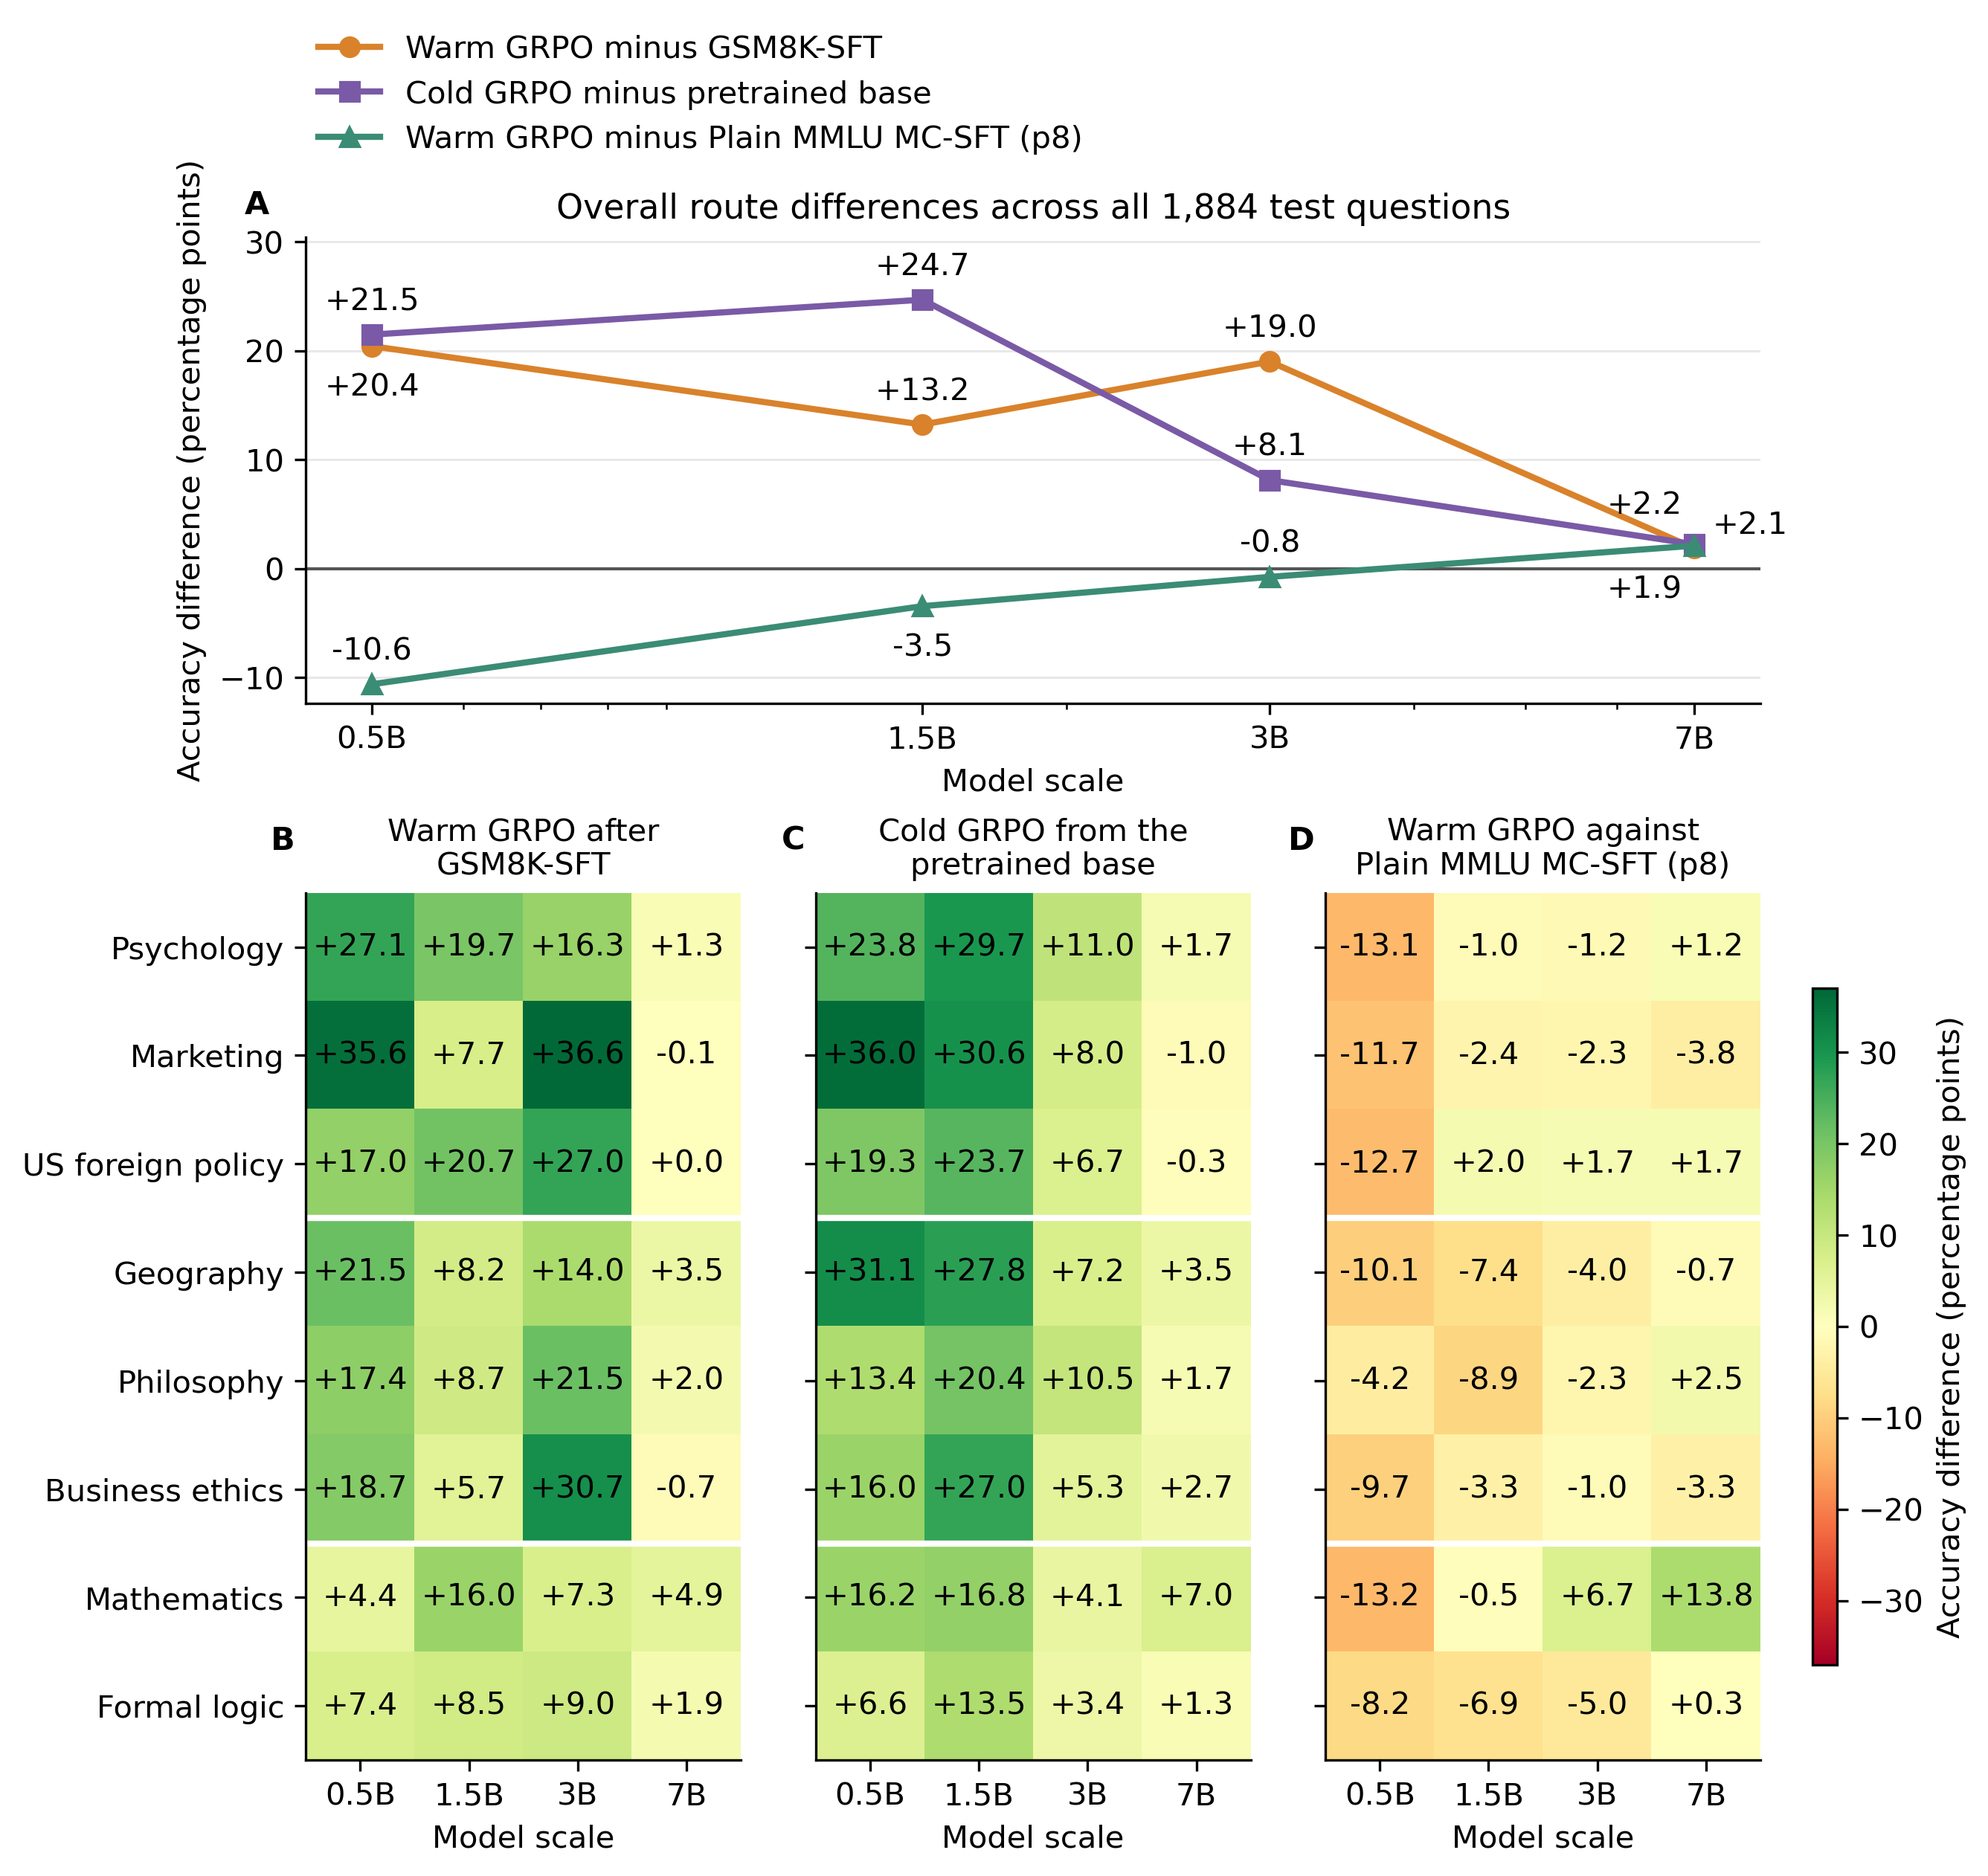 Warm GRPO minus GSM8K-SFT
Cold GRPO minus pretrained base
Warm GRPO minus Plain MMLU MC-SFT (p8)
A
Overall route differences across all 1,884 test questions
Accuracy difference (percentage points)
30
20
10
0
−10
+21.5
+20.4
-10.6
+24.7
+13.2
-3.5
+19.0
+8.1
-0.8
+2.2
+2.1
+1.9
0.5B 1.5B 3B 7B
Model scale
B
Warm GRPO after
GSM8K-SFT
C
Cold GRPO from the
pretrained base
D
Warm GRPO against
Plain MMLU MC-SFT (p8)
Psychology +27.1 +19.7 +16.3 +1.3 +23.8 +29.7 +11.0 +1.7 -13.1 -1.0 -1.2 +1.2
Marketing +35.6 +7.7 +36.6 -0.1 +36.0 +30.6 +8.0 -1.0 -11.7 -2.4 -2.3 -3.8
US foreign policy +17.0 +20.7 +27.0 +0.0 +19.3 +23.7 +6.7 -0.3 -12.7 +2.0 +1.7 +1.7
Geography +21.5 +8.2 +14.0 +3.5 +31.1 +27.8 +7.2 +3.5 -10.1 -7.4 -4.0 -0.7
Philosophy +17.4 +8.7 +21.5 +2.0 +13.4 +20.4 +10.5 +1.7 -4.2 -8.9 -2.3 +2.5
Business ethics +18.7 +5.7 +30.7 -0.7 +16.0 +27.0 +5.3 +2.7 -9.7 -3.3 -1.0 -3.3
Mathematics +4.4 +16.0 +7.3 +4.9 +16.2 +16.8 +4.1 +7.0 -13.2 -0.5 +6.7 +13.8
Formal logic +7.4 +8.5 +9.0 +1.9 +6.6 +13.5 +3.4 +1.3 -8.2 -6.9 -5.0 +0.3
0.5B 1.5B 3B 7B 0.5B 1.5B 3B 7B 0.5B 1.5B 3B 7B
Model scale Model scale Model scale
30
20
10
0
−10
−20
−30
Accuracy difference (percentage points)